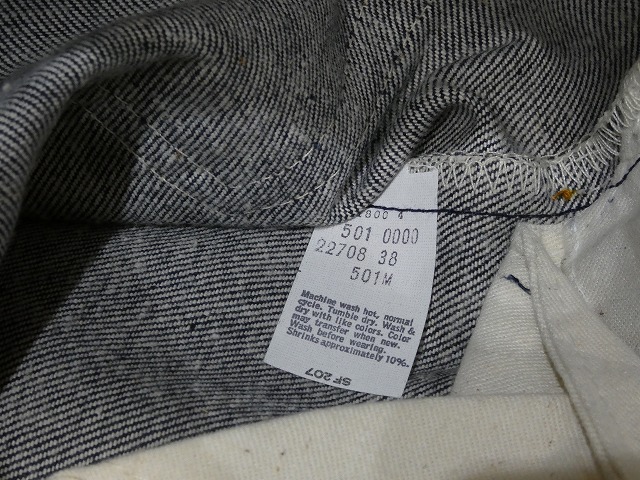 501 0000
22708 38
501M
Machine wash hot, normal
cycle. Tumble dry. Wash &
dry with like colors. Color
may transfer when new.
Wash before wearing.
Shrinks approximately 10%.
SF 207